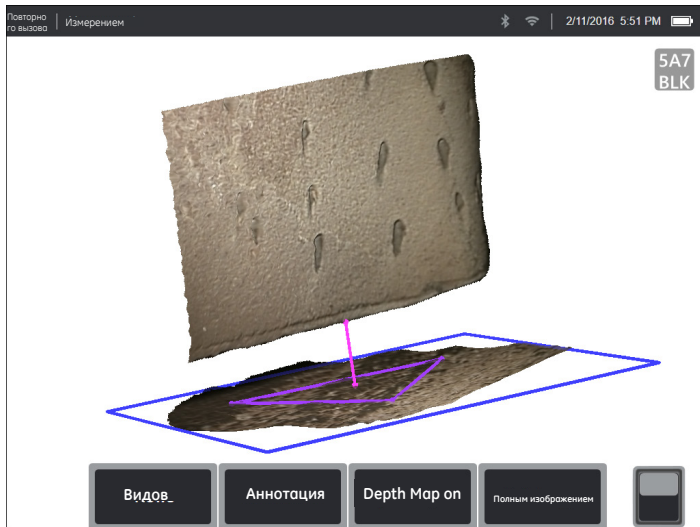 Повторно
го вызова
Измерением
2/11/2016 5:51 PM
5A7
BLK
Видов_
Аннотация
Depth Map on
Полным изображением